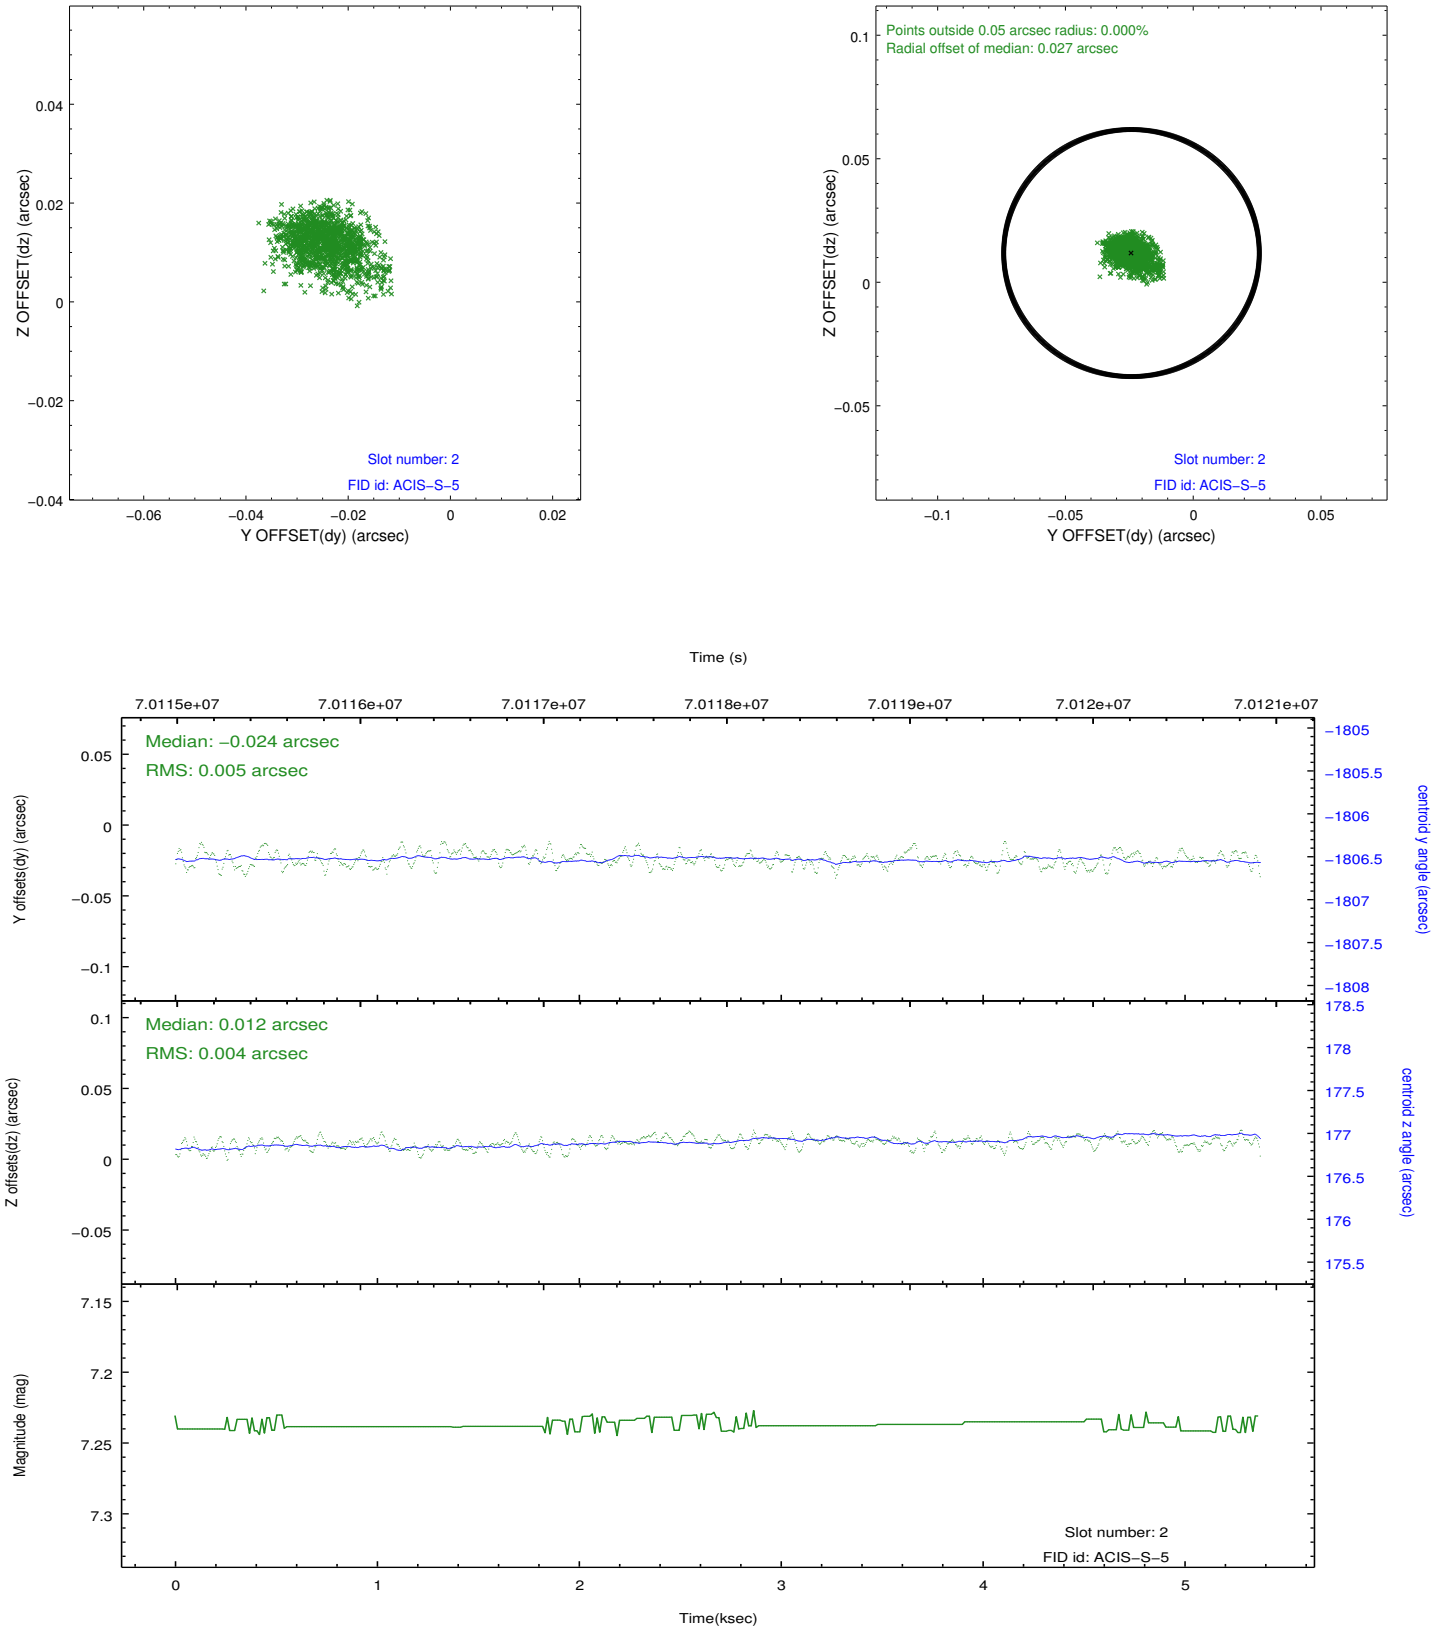 0.04
0.02
0
−0.02
−0.04
Z OFFSET(dz) (arcsec)
Slot number: 2
FID id: ACIS−S−5
−0.06
−0.04
−0.02
0
0.02
Y OFFSET(dy) (arcsec)
Points outside 0.05 arcsec radius: 0.000%
Radial offset of median: 0.027 arcsec
0.1
0.05
0
−0.05
Z OFFSET(dz) (arcsec)
Slot number: 2
FID id: ACIS−S−5
−0.1
−0.05
0
0.05
Y OFFSET(dy) (arcsec)
Time (s)
7.0115e+07
7.0116e+07
7.0117e+07
7.0118e+07
7.0119e+07
7.012e+07
7.0121e+07
Median: −0.024 arcsec
RMS: 0.005 arcsec
0.05
0
−0.05
−0.1
Y offsets(dy) (arcsec)
−1805
−1805.5
−1806
−1806.5
−1807
−1807.5
−1808
centroid y angle (arcsec)
Median: 0.012 arcsec
RMS: 0.004 arcsec
0.1
0.05
0
−0.05
Z offsets(dz) (arcsec)
178.5
178
177.5
177
176.5
176
175.5
centroid z angle (arcsec)
7.15
7.2
7.25
7.3
Magnitude (mag)
Slot number: 2
FID id: ACIS−S−5
0
1
2
3
4
5
Time(ksec)